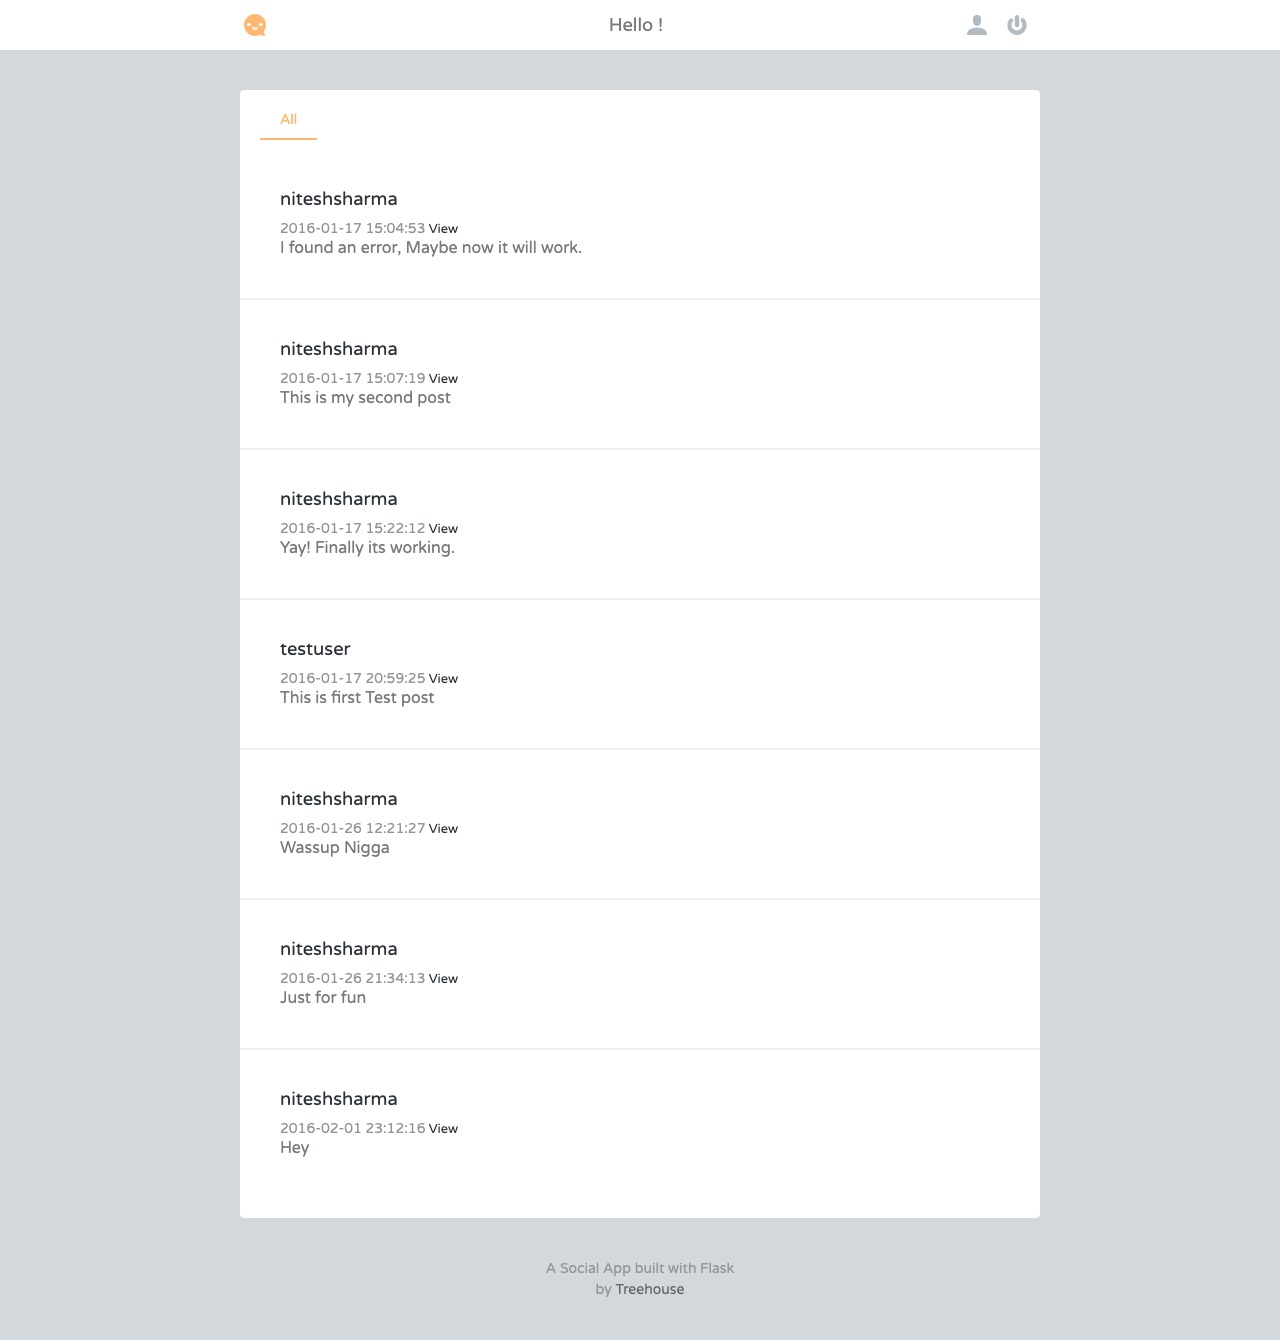 Hello !
All
niteshsharma
2016-01-17 15:04:53 View
I found an error, Maybe now it will work.
niteshsharma
2016-01-17 15:07:19 View
This is my second post
niteshsharma
2016-01-17 15:22:12 View
Yay! Finally its working.
testuser
2016-01-17 20:59:25 View
This is first Test post
niteshsharma
2016-01-26 12:21:27 View
Wassup Nigga
niteshsharma
2016-01-26 21:34:13 View
Just for fun
niteshsharma
2016-02-01 23:12:16 View
Hey
A Social App built with Flask
by Treehouse